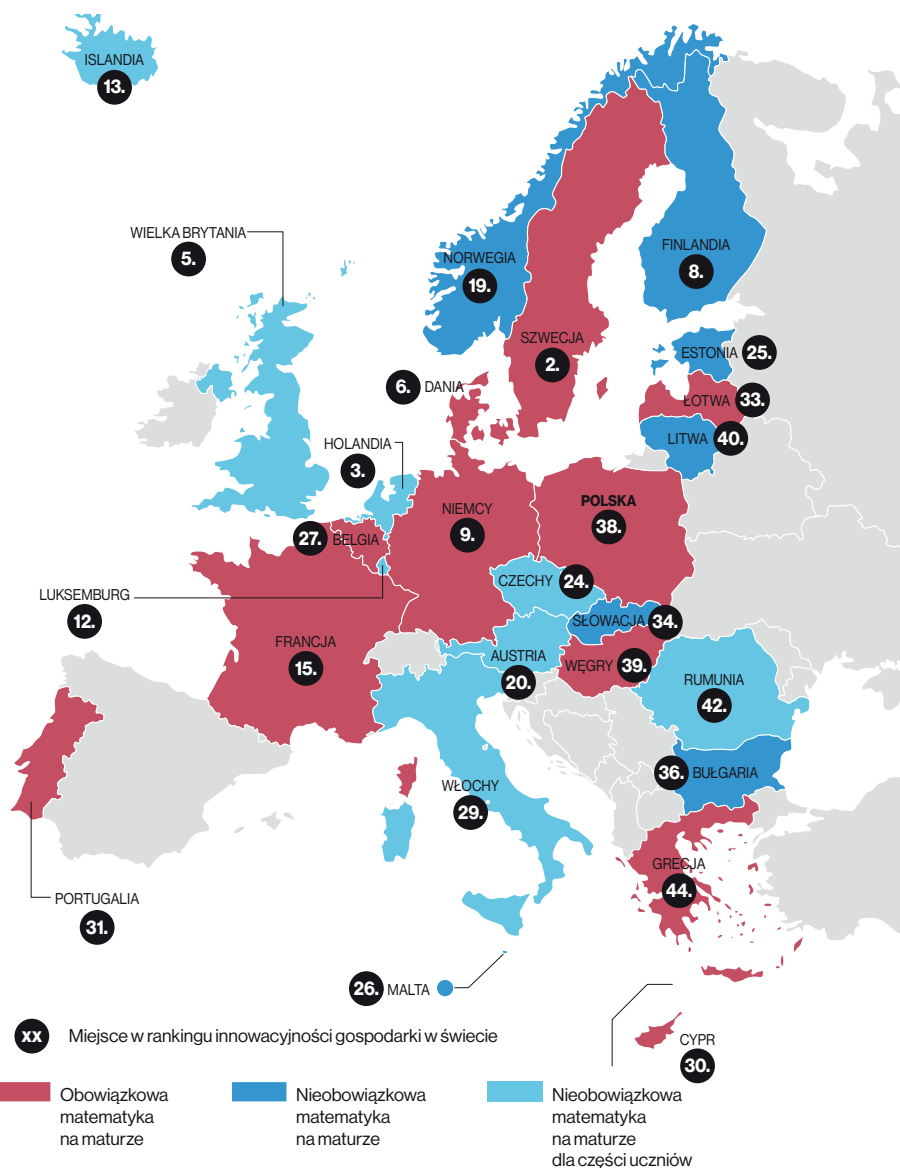 ISLANDIA
13.
WIELKA BRYTANIA
5.
NORWEGIA
19.
FINLANDIA
8.
SZWECJA
2.
ESTONIA 25.
6. DANIA
ŁOTWA 33.
LITWA 40.
HOLANDIA
3.
NIEMCY
9.
POLSKA
38.
27. BELGIA
CZECHY 24.
LUKSEMBURG
12.
SŁOWACJA 34.
FRANCJA
15.
AUSTRIA
20.
WĘGRY 39.
RUMUNIA
42.
36. BUŁGARIA
WŁOCHY
29.
GRECJA
44.
PORTUGALIA
31.
26. MALTA
CYPR
30.
xx Miejsce w rankingu innowacyjności gospodarki w świecie
Obowiązkowa
matematyka
na maturze
Nieobowiązkowa
matematyka
na maturze
Nieobowiązkowa
matematyka
na maturze
dla części uczniów